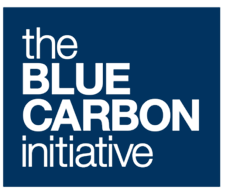 the
BLUE
CARBON
initiative